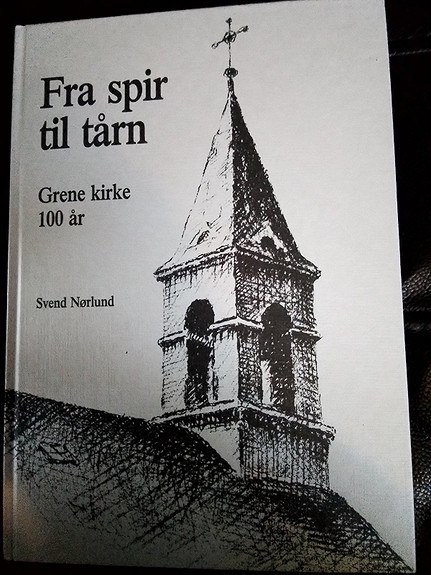 Fra spir
til tårn
Grene kirke
100 år
Svend Nørlund